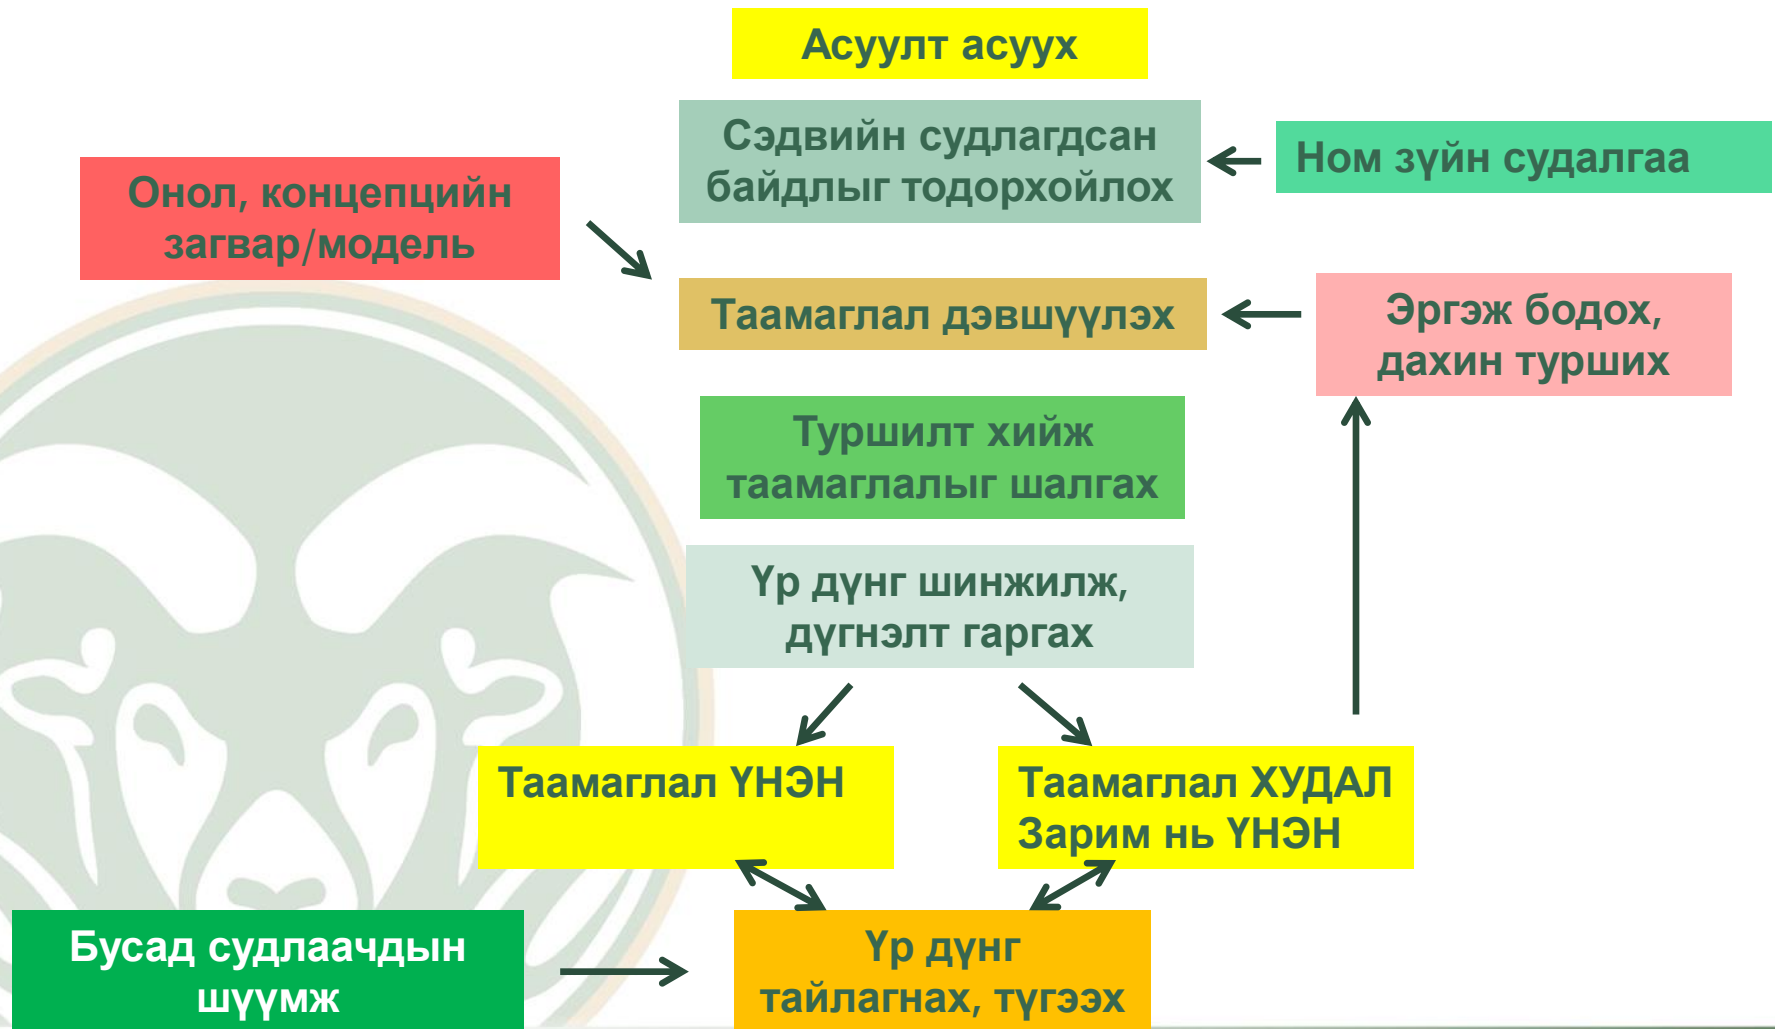 Асуулт асуух
Сэдвийн судлагдсан
байдлыг тодорхойлох
Ном зүйн судалгаа
Онол, концепцийн
загвар/модель
Таамаглал дэвшүүлэх
Эргэж бодох,
дахин турших
Туршилт хийж
таамаглалыг шалгах
Үр дүнг шинжилж,
дүгнэлт гаргах
Таамаглал ҮНЭН
Таамаглал ХУДАЛ
Зарим нь ҮНЭН
Бусад судлаачдын
шүүмж
Үр дүнг
тайлагнах, түгээх